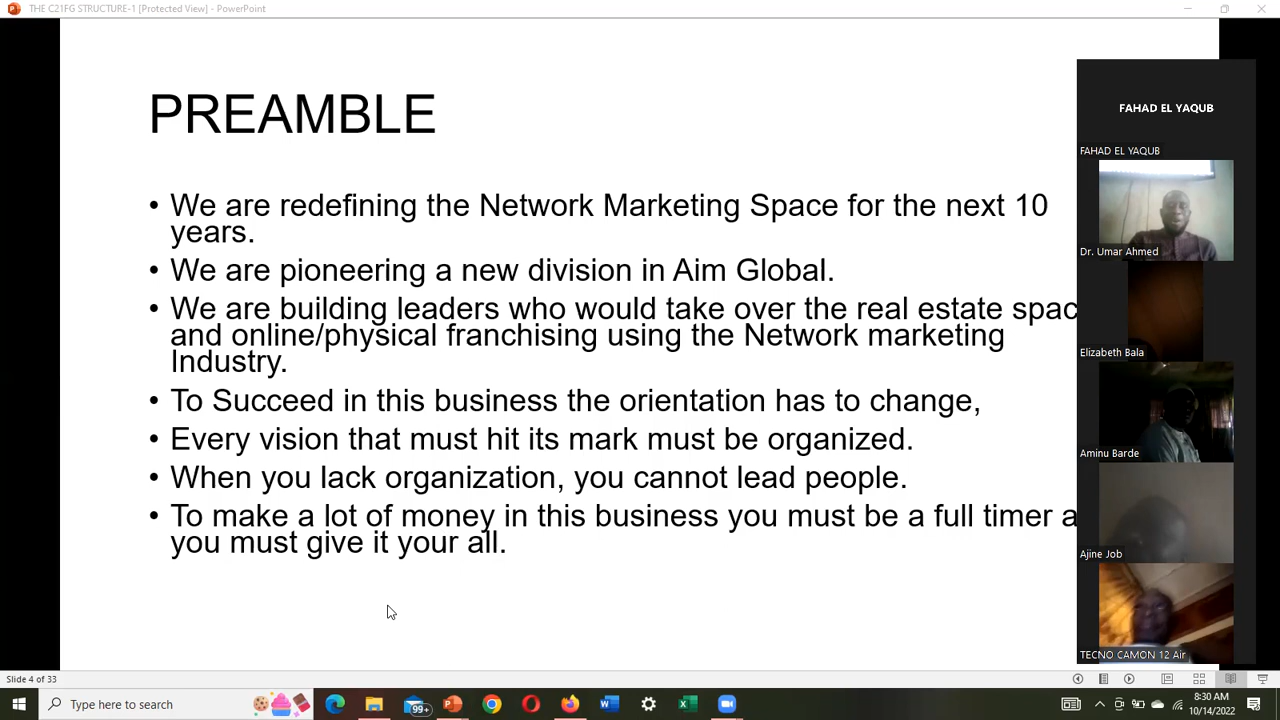 THE C21FG STRUCTURE-1 [Protected View] - PowerPoint
PREAMBLE
• We are redefining the Network Marketing Space for the next 10
years.
• We are pioneering a new division in Aim Global.
• We are building leaders who would take over the real estate spac
and online/physical franchising using the Network marketing
Industry.
• To Succeed in this business the orientation has to change,
• Every vision that must hit its mark must be organized.
• When you lack organization, you cannot lead people.
• To make a lot of money in this business you must be a full timer a
you must give it your all.
FAHAD EL YAQUB
FAHAD EL YAQUB
Dr. Umar Ahmed
Elizabeth Bala
Aminu Barde
Ajine Job
TECNO CAMON 12 Air
Slide 4 of 33
Type here to search
99+
8:30 AM
10/14/2022